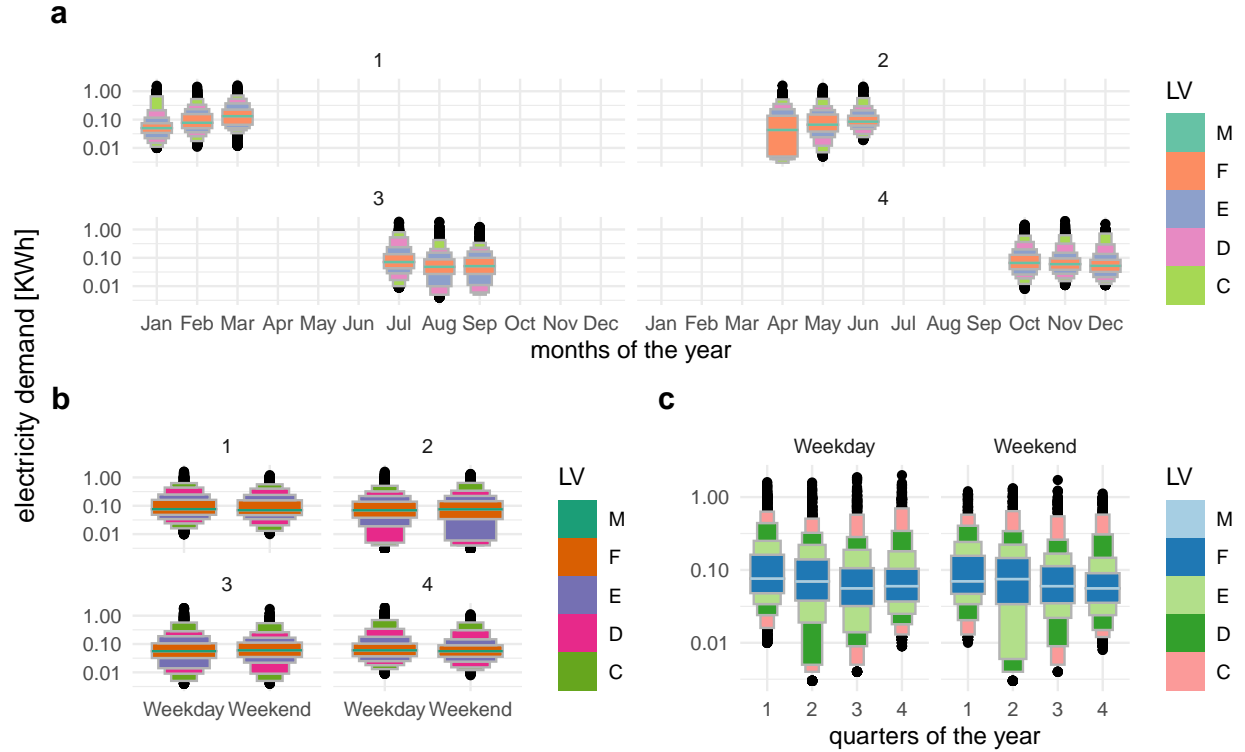 a
1
2
1.00
0.10
0.01
3
4
1.00
0.10
0.01
Jan Feb Mar Apr May Jun Jul Aug Sep Oct Nov Dec
Jan Feb Mar Apr May Jun Jul Aug Sep Oct Nov Dec
months of the year
LV
M
F
E
D
C
electricity demand [KWh]
b
1
2
1.00
0.10
0.01
3
4
1.00
0.10
0.01
Weekday Weekend
Weekday Weekend
LV
M
F
E
D
C
c
Weekday
Weekend
1.00
0.10
0.01
1 2 3 4
1 2 3 4
quarters of the year
LV
M
F
E
D
C